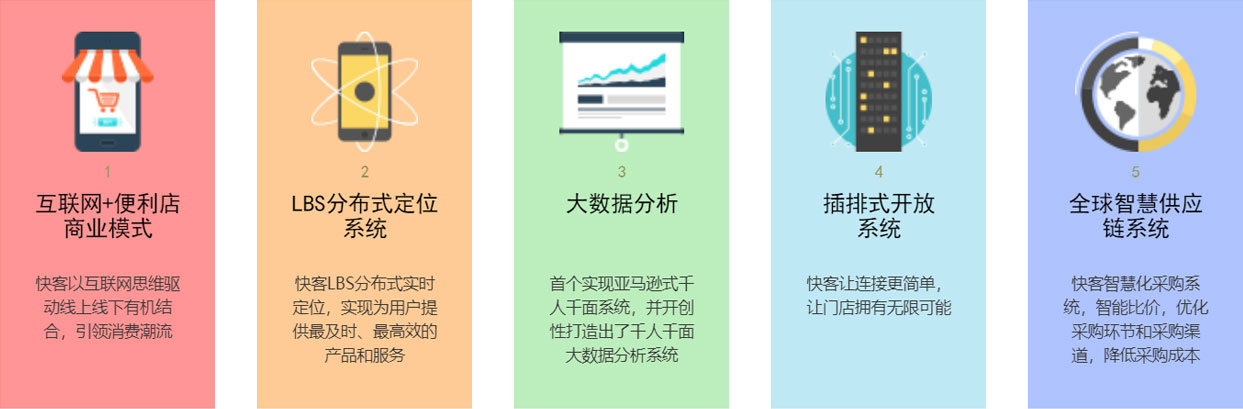 1
互联网+便利店
商业模式
快客以互联网思维驱
动线上线下有机结
合，引领消费潮流
2
LBS分布式定位
系统
快客LBS分布式实时
定位，实现为用户提
供最及时、最高效的
产品和服务
3
大数据分析
首个实现亚马逊式千
人千面系统，并开创
性打造出了千人千面
大数据分析系统
4
插排式开放
系统
快客让连接更简单，
让门店拥有无限可能
5
全球智慧供应
链系统
快客智慧化采购系
统，智能比价，优化
采购环节和采购渠
道，降低采购成本